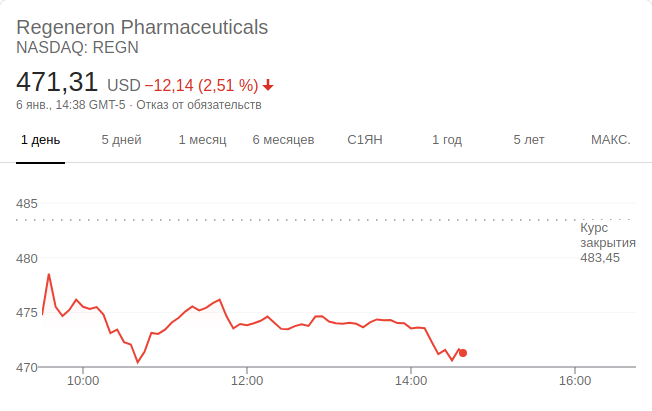 Regeneron Pharmaceuticals
NASDAQ: REGN
471,31 USD −12,14 (2,51 %)
6 янв., 14:38 GMT-5 · Отказ от обязательств
1 день 5 дней 1 месяц 6 месяцев С1ЯН 1 год 5 лет МАКС.
485
Курс
закрытия
483,45
480
475
470
10:00 12:00 14:00 16:00